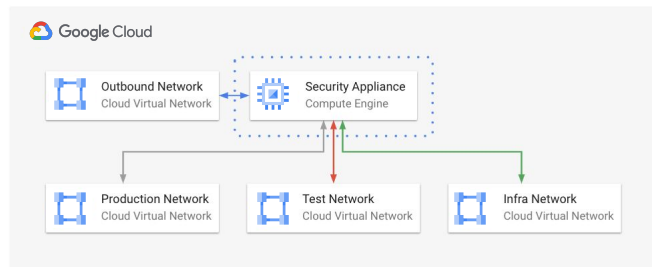 Google Cloud
Outbound Network
Cloud Virtual Network
Security Appliance
Compute Engine
Production Network
Cloud Virtual Network
Test Network
Cloud Virtual Network
Infra Network
Cloud Virtual Network